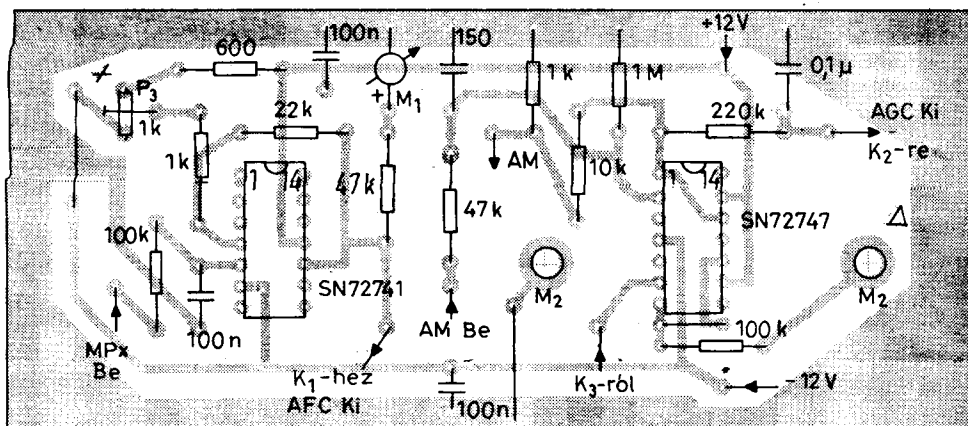 100n
150
+12V
600
P₃
1k
1M
0,1µ
+ M₁
1k
22k
220k
AGC Ki
K₂-re
1k
AM
10k
1 4
47k
1 14
47k
SN72747
100k
SN72741
M₂
M₂
100n
AM Be
100k
MPx
Be
K₁-hez
AFC Ki
K₃-ról
-12V
100n